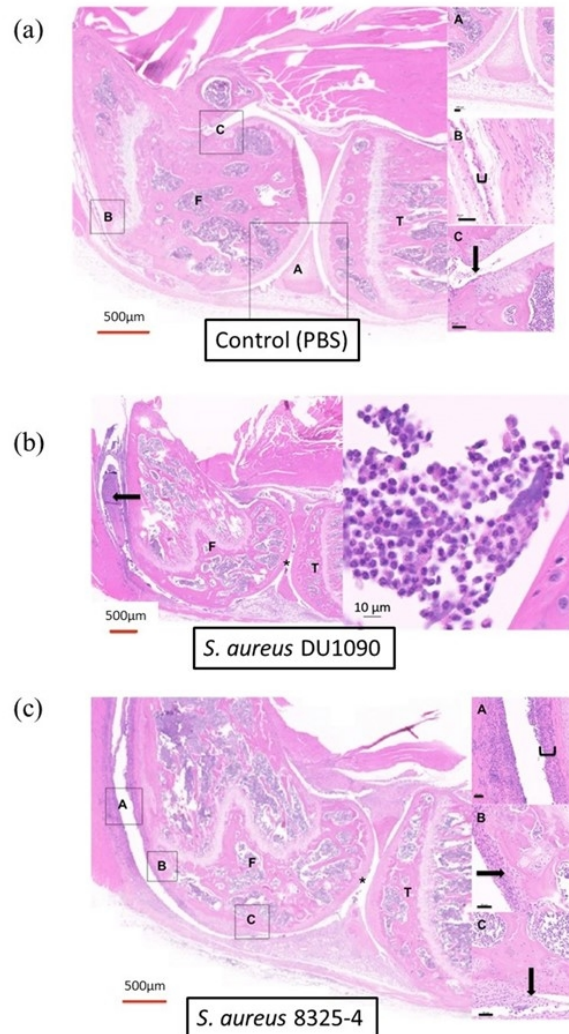 (a)
A
B
C
C
F
B
A
T
500μm
Control (PBS)
(b)
F
*
T
500μm
10 μm
S. aureus DU1090
(c)
A
B
C
A
B
F
*
T
C
500μm
S. aureus 8325-4